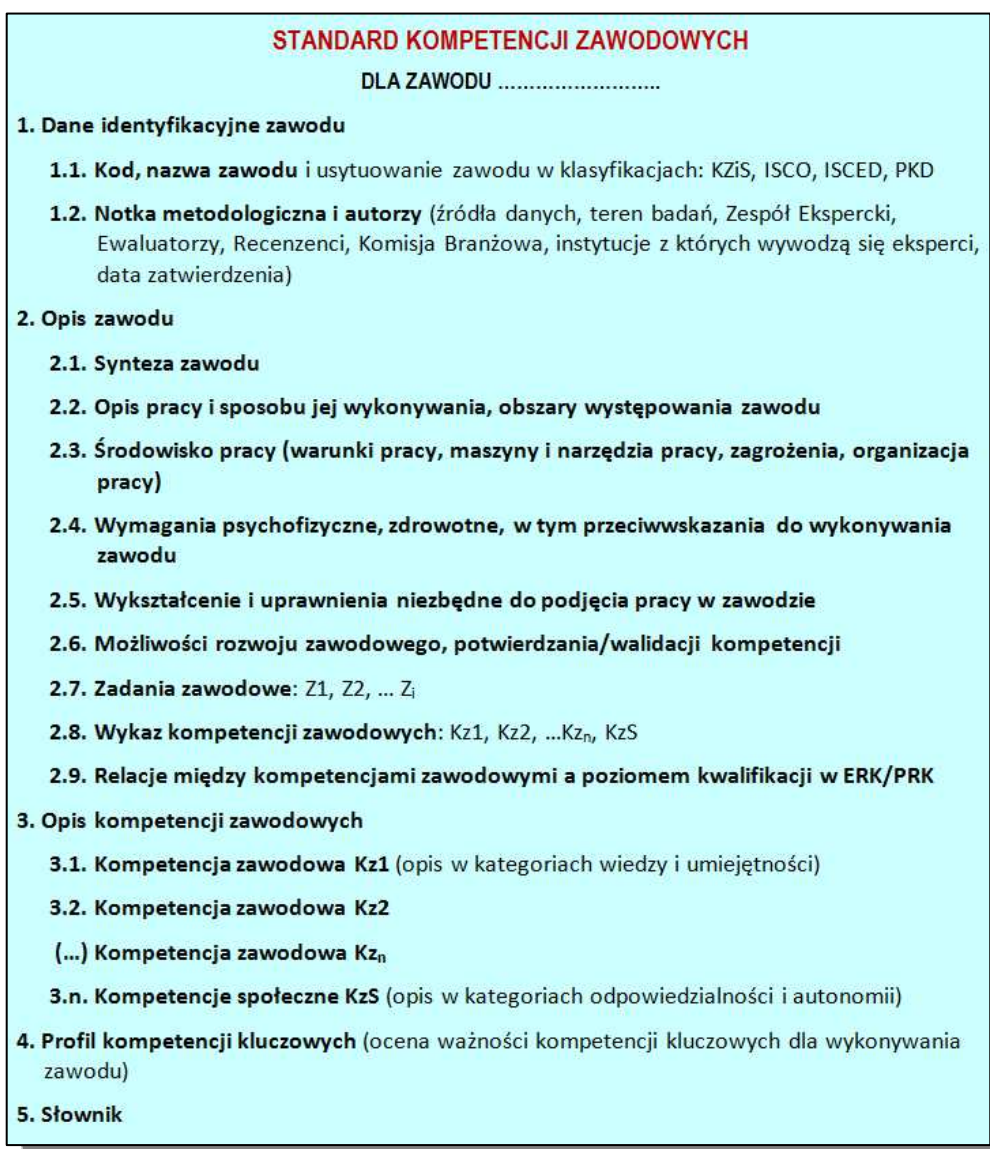 STANDARD KOMPETENCJI ZAWODOWYCH
DLA ZAWODU ……………………..
1. Dane identyfikacyjne zawodu
1.1. Kod, nazwa zawodu i usytuowanie zawodu w klasyfikacjach: KZiS, ISCO, ISCED, PKD
1.2. Notka metodologiczna i autorzy (źródła danych, teren badań, Zespół Ekspercki,
Ewaluatorzy, Recenzenci, Komisja Branżowa, instytucje z których wywodzą się eksperci,
data zatwierdzenia)
2. Opis zawodu
2.1. Synteza zawodu
2.2. Opis pracy i sposobu jej wykonywania, obszary występowania zawodu
2.3. Środowisko pracy (warunki pracy, maszyny i narzędzia pracy, zagrożenia, organizacja
pracy)
2.4. Wymagania psychofizyczne, zdrowotne, w tym przeciwwskazania do wykonywania
zawodu
2.5. Wykształcenie i uprawnienia niezbędne do podjęcia pracy w zawodzie
2.6. Możliwości rozwoju zawodowego, potwierdzania/walidacji kompetencji
2.7. Zadania zawodowe: Z1, Z2, … Zi
2.8. Wykaz kompetencji zawodowych: Kz1, Kz2, …Kzn, KzS
2.9. Relacje między kompetencjami zawodowymi a poziomem kwalifikacji w ERK/PRK
3. Opis kompetencji zawodowych
3.1. Kompetencja zawodowa Kz1 (opis w kategoriach wiedzy i umiejętności)
3.2. Kompetencja zawodowa Kz2
(…) Kompetencja zawodowa Kzn
3.n. Kompetencje społeczne KzS (opis w kategoriach odpowiedzialności i autonomii)
4. Profil kompetencji kluczowych (ocena ważności kompetencji kluczowych dla wykonywania
zawodu)
5. Słownik